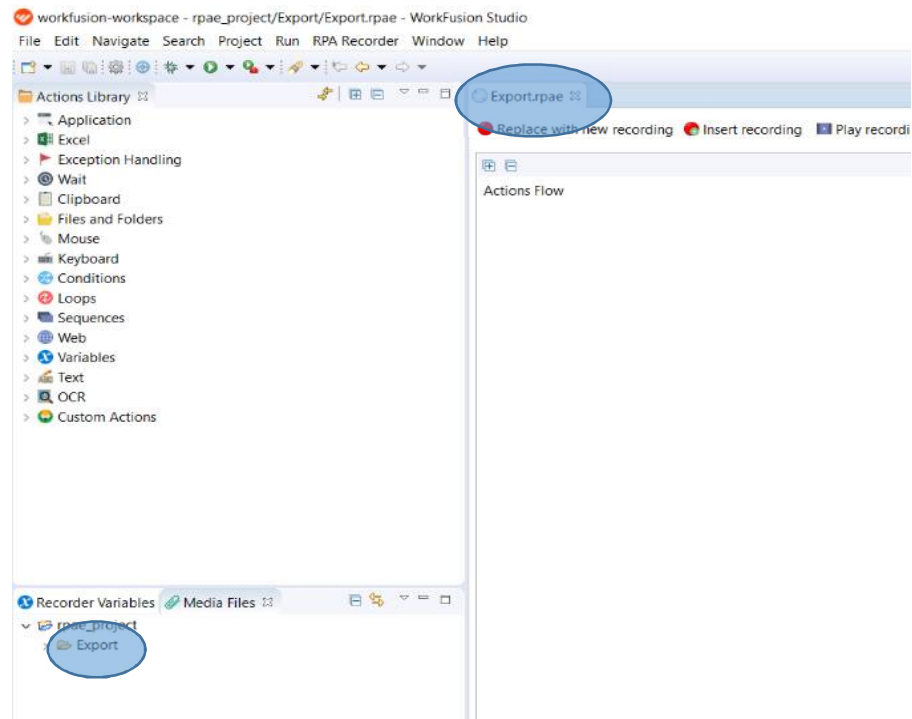 workfusion-workspace - rpae_project/Export/Export.rpae - WorkFusion Studio
File Edit Navigate Search Project Run RPA Recorder Window Help
Actions Library
Application
Excel
Exception Handling
Wait
Clipboard
Files and Folders
Mouse
Keyboard
Conditions
Loops
Sequences
Web
Variables
Text
OCR
Custom Actions
Export.rpae
Replace with new recording Insert recording Play recordi
Actions Flow
Recorder Variables Media Files
rpae_project
Export